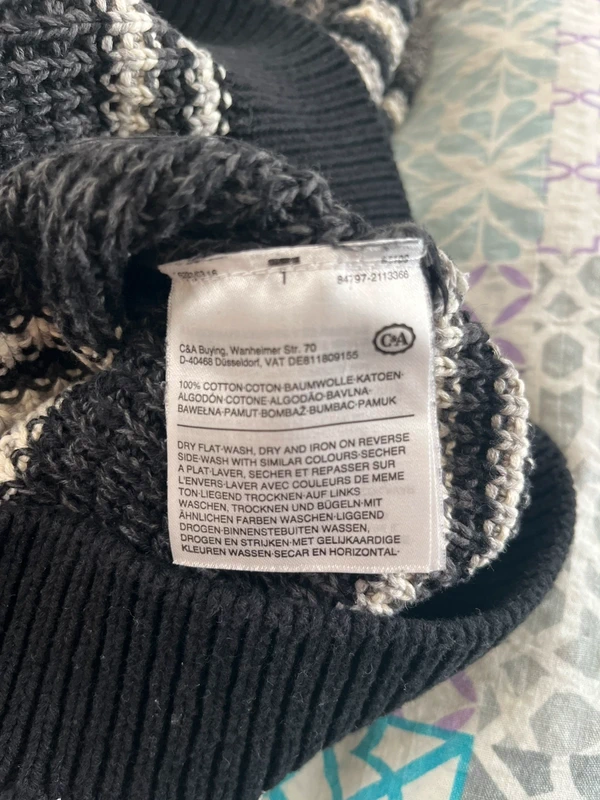 1
84797-2113366
C&A Buying, Wanheimer Str. 70
D-40468 Düsseldorf, VAT DE811809155
C&A
100% COTTON·COTON·BAUMWOLLE·KATOEN·
ALGODÓN·COTONE·ALGODÃO·BAVLNA·
BAWEŁNA·PAMUT·BOMBAŽ·BUMBAC·PAMUK
DRY FLAT·WASH, DRY AND IRON ON REVERSE
SIDE·WASH WITH SIMILAR COLOURS·SECHER
A PLAT·LAVER, SECHER ET REPASSER SUR
L'ENVERS·LAVER AVEC COULEURS DE MEME
TON·LIEGEND TROCKNEN·AUF LINKS
WASCHEN, TROCKNEN UND BÜGELN·MIT
ÄHNLICHEN FARBEN WASCHEN·LIGGEND
DROGEN·BINNENSTEBUITEN WASSEN,
DROGEN EN STRIJKEN·MET GELIJKAARDIGE
KLEUREN WASSEN·SECAR EN HORIZONTAL·